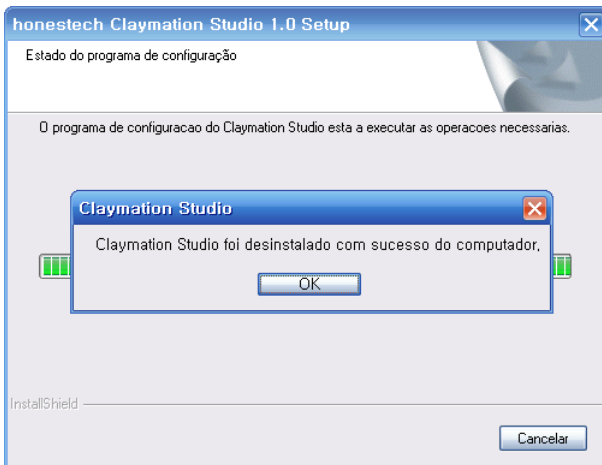 honestech Claymation Studio 1.0 Setup
Estado do programa de configuração
O programa de configuracao do Claymation Studio esta a executar as operacoes necessarias.
Claymation Studio
Claymation Studio foi desinstalado com sucesso do computador,
OK
InstallShield
Cancelar